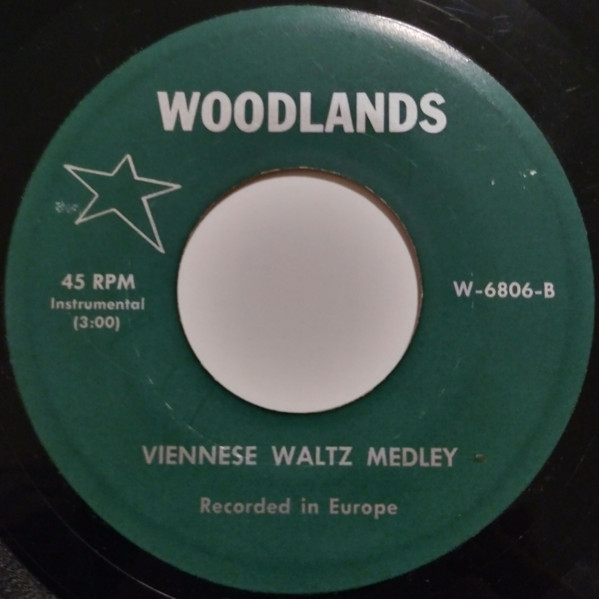 WOODLANDS
45 RPM
Instrumental
(3:00)
W-6806-B
VIENNESE WALTZ MEDLEY
Recorded in Europe